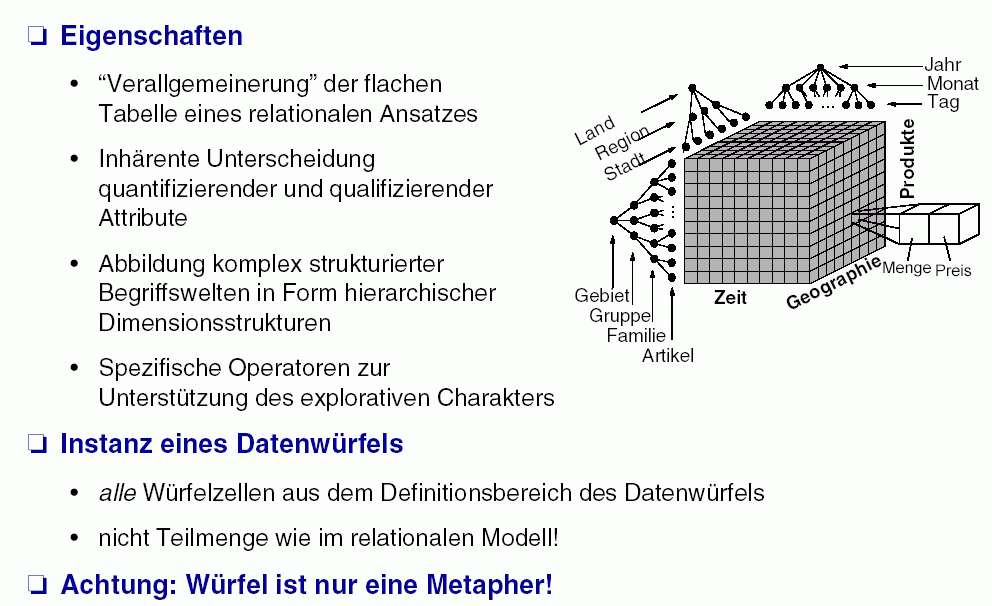 ❏ Eigenschaften
• “Verallgemeinerung” der flachen
Tabelle eines relationalen Ansatzes
• Inhärente Unterscheidung
quantifizierender und qualifizierender
Attribute
• Abbildung komplex strukturierter
Begriffswelten in Form hierarchischer
Dimensionsstrukturen
• Spezifische Operatoren zur
Unterstützung des explorativen Charakters
Jahr
Monat
Tag
...
Land
Region
Stadt
...
Produkte
Menge
Preis
Zeit
Geographie
Gebiet
Gruppe
Familie
Artikel
❏ Instanz eines Datenwürfels
• alle Würfelzellen aus dem Definitionsbereich des Datenwürfels
• nicht Teilmenge wie im relationalen Modell!
❏ Achtung: Würfel ist nur eine Metapher!